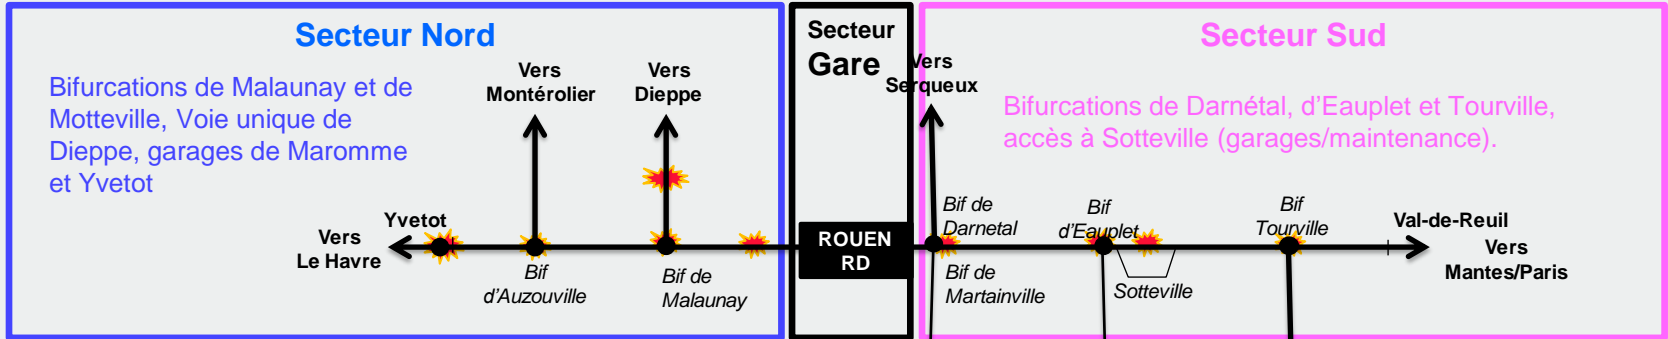 Secteur Nord
Bifurcations de Malaunay et de
Motteville, Voie unique de
Dieppe, garages de Maromme
et Yvetot
Vers
Montérolier
Vers
Dieppe
Yvetot
Vers
Le Havre
Bif
d'Auzouville
Bif de
Malaunay
Secteur
Gare
ROUEN
RD
Secteur Sud
Vers
Serqueux
Bifurcations de Darnétal, d'Eauplet et Tourville,
accès à Sotteville (garages/maintenance).
Bif de
Darnetal
Bif
d'Eauplet
Bif
Tourville
Val-de-Reuil
Vers
Mantes/Paris
Bif de
Martainville
Sotteville